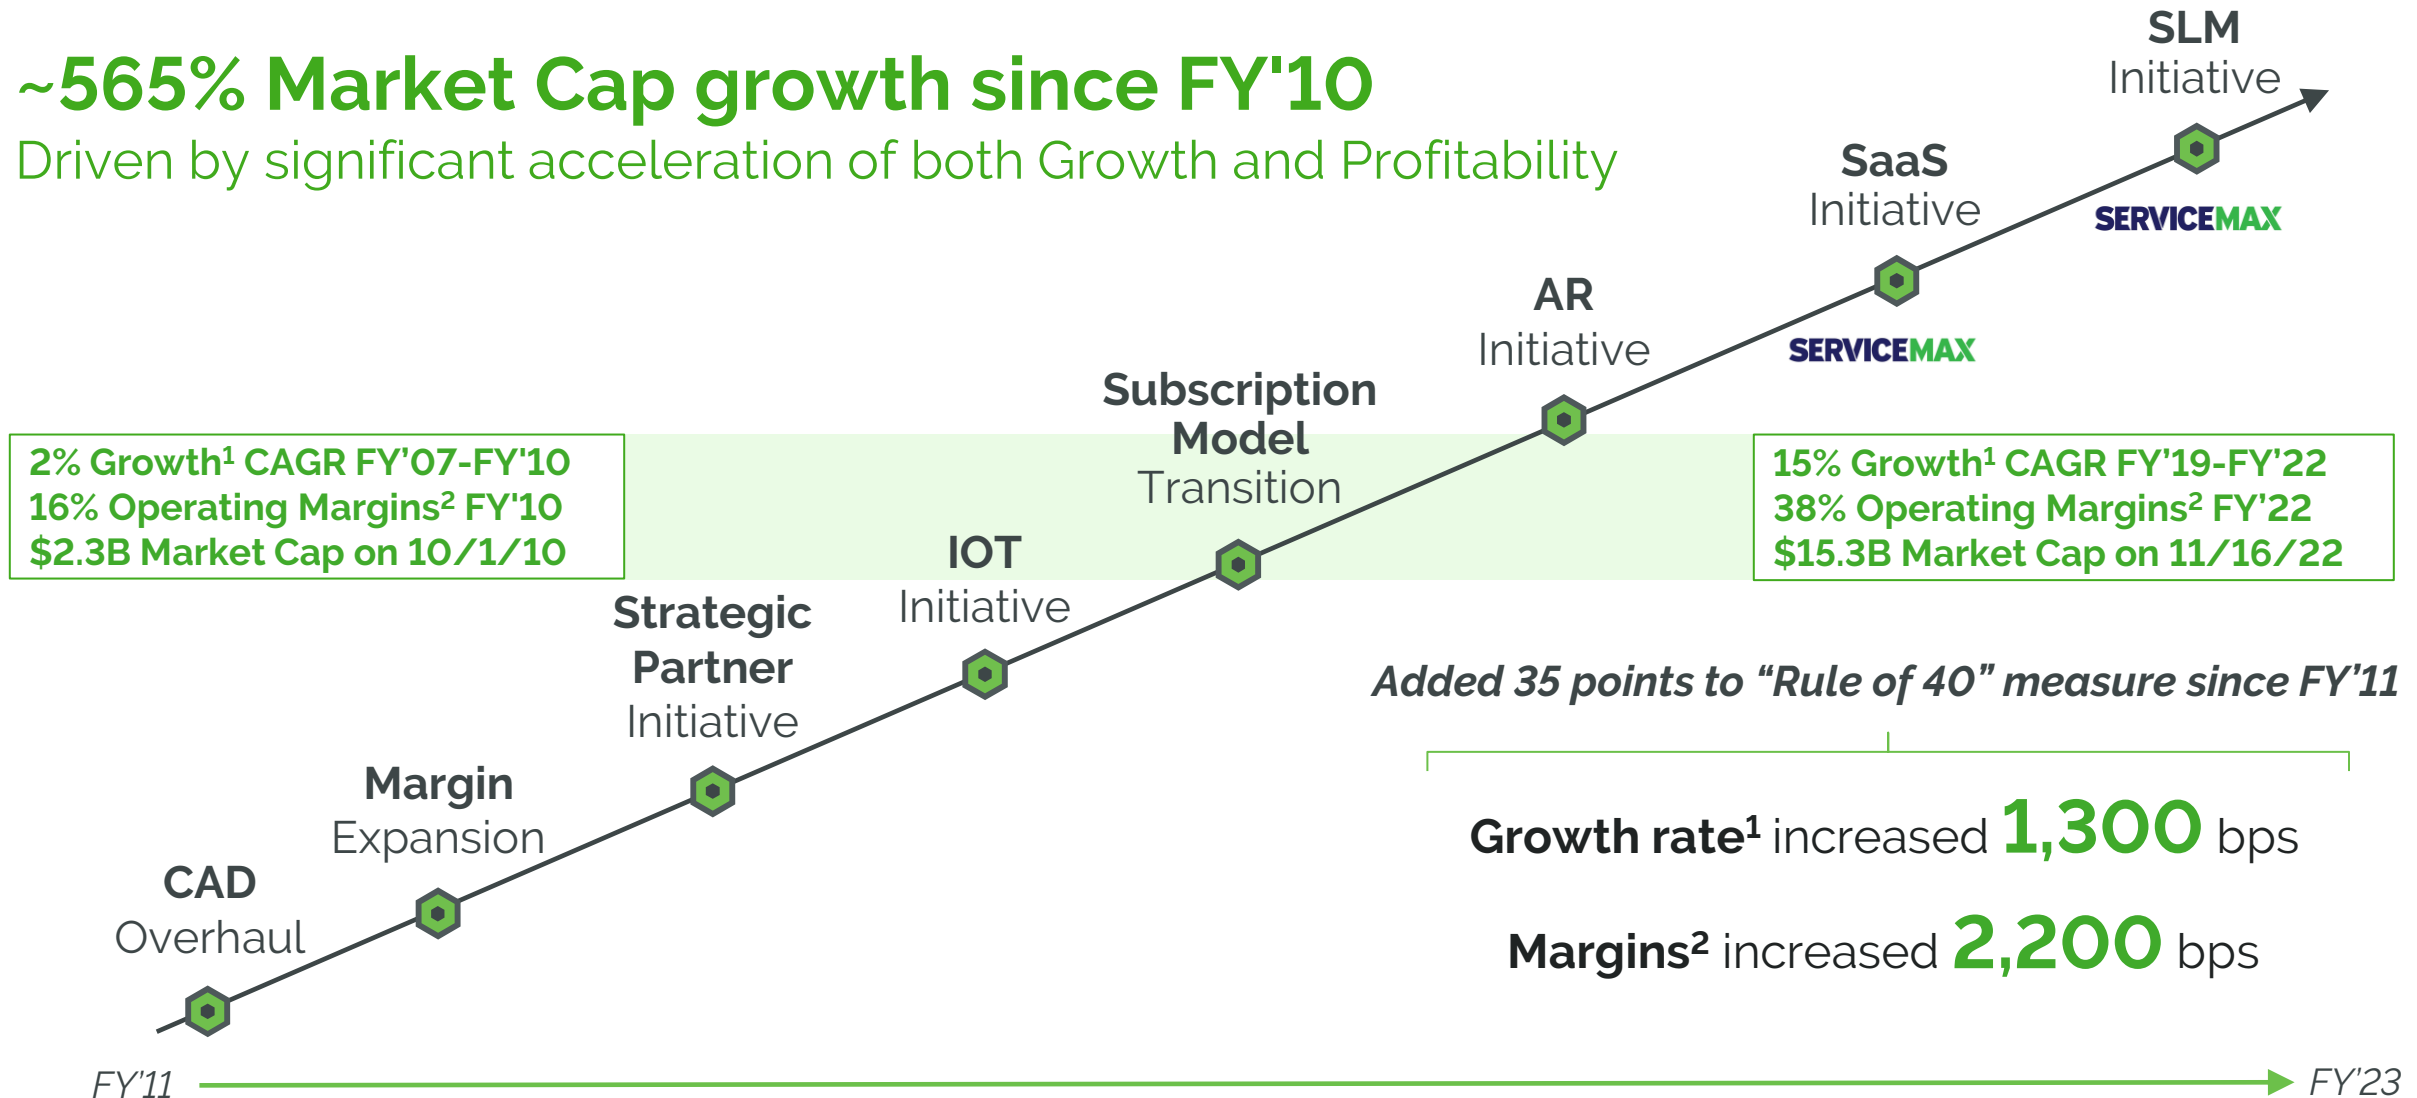 ~565% Market Cap growth since FY'10
Driven by significant acceleration of both Growth and Profitability
SLM
Initiative
SERVICEMAX
SaaS
Initiative
SERVICEMAX
AR
Initiative
Subscription
Model
Transition
2% Growth¹ CAGR FY’07-FY'10
16% Operating Margins² FY'10
$2.3B Market Cap on 10/1/10
15% Growth¹ CAGR FY’19-FY’22
38% Operating Margins² FY’22
$15.3B Market Cap on 11/16/22
IOT
Initiative
Strategic
Partner
Initiative
Margin
Expansion
CAD
Overhaul
Added 35 points to “Rule of 40” measure since FY’11
Growth rate¹ increased 1,300 bps
Margins² increased 2,200 bps
FY’11
FY’23